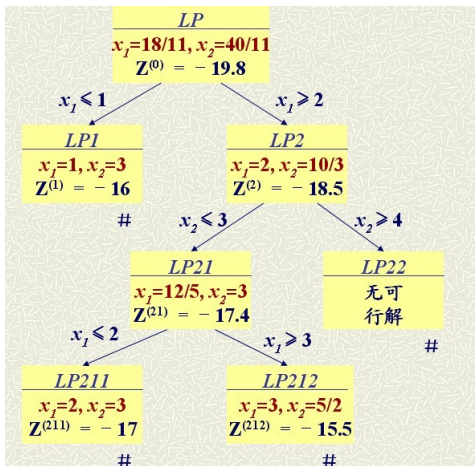 LP
x₁=18/11, x₂=40/11
Z⁽⁰⁾ = − 19.8
x₁≤1
x₁≥2
LP1
x₁=1, x₂=3
Z⁽¹⁾ = − 16
#
LP2
x₁=2, x₂=10/3
Z⁽²⁾ = − 18.5
x₂≤3
x₂≥4
LP21
x₁=12/5, x₂=3
Z⁽²¹⁾ = − 17.4
LP22
无可
行解
#
x₁≤2
x₁≥3
LP211
x₁=2, x₂=3
Z⁽²¹¹⁾ = − 17
#
LP212
x₁=3, x₂=5/2
Z⁽²¹²⁾ = − 15.5
#